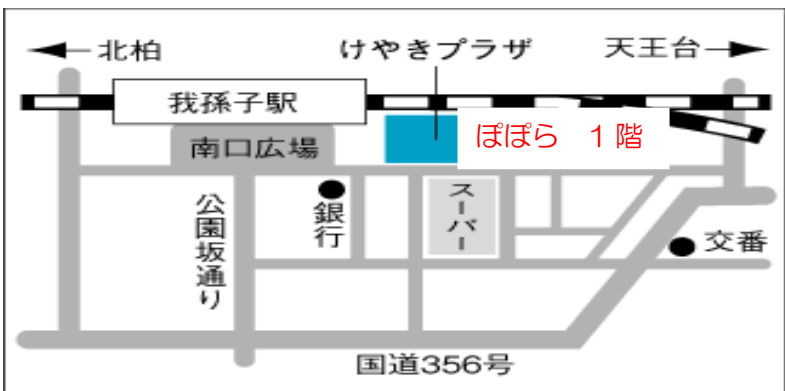 北柏
けやきプラザ
天王台
我孫子駅
ぽぽら 1階
南口広場
スーパー
銀行
公園坂通り
交番
国道356号